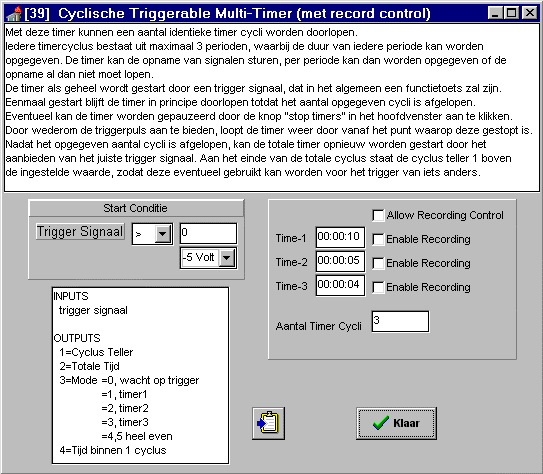 [39] Cyclische Triggerable Multi-Timer (met record control)
Met deze timer kunnen een aantal identieke timer cycli worden doorlopen.
Iedere timercyclus bestaat uit maximaal 3 perioden, waarbij de duur van iedere periode kan worden
opgegeven. De timer kan de opname van signalen sturen, per periode kan dan worden opgegeven of de
opname al dan niet moet lopen.
De timer als geheel wordt gestart door een trigger signaal, dat in het algemeen een functietoets zal zijn.
Eenmaal gestart blijft de timer in principe doorlopen totdat het aantal opgegeven cycli is afgelopen.
Eventueel kan de timer worden gepauzeerd door de knop "stop timers" in het hoofdvenster aan te klikken.
Door wederom de triggerpuls aan te bieden, loopt de timer weer door vanaf het punt waarop deze gestopt is.
Nadat het opgegeven aantal cycli is afgelopen, kan de totale timer opnieuw worden gestart door het
aanbieden van het juiste trigger signaal. Aan het einde van de totale cyclus staat de cyclus teller 1 boven
de ingestelde waarde, zodat deze eventueel gebruikt kan worden voor het trigger van iets anders.
Start Conditie
Trigger Signaal > 0
-5 Volt
Allow Recording Control
Time-1 00:00:10 Enable Recording
Time-2 00:00:05 Enable Recording
Time-3 00:00:04 Enable Recording
Aantal Timer Cycli 3
INPUTS
trigger signaal
OUTPUTS
1=Cyclus Teller
2=Totale Tijd
3=Mode =0, wacht op trigger
=1, timer1
=2, timer2
=3, timer3
=4,5 heel even
4=Tijd binnen 1 cyclus
Klaar